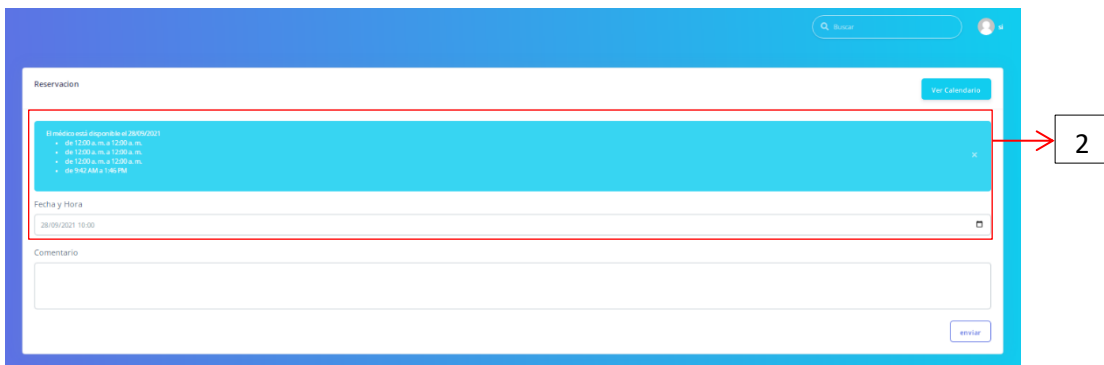 Buscar
si
Reservacion
Ver Calendario
El médico está disponible el 28/09/2021
• de 12:00 a. m. a 12:00 a. m.
• de 12:00 a. m. a 12:00 a. m.
• de 12:00 a. m. a 12:00 a. m.
• de 9:42 AM a 1:46 PM
×
2
Fecha y Hora
28/09/2021 10:00
Comentario
enviar